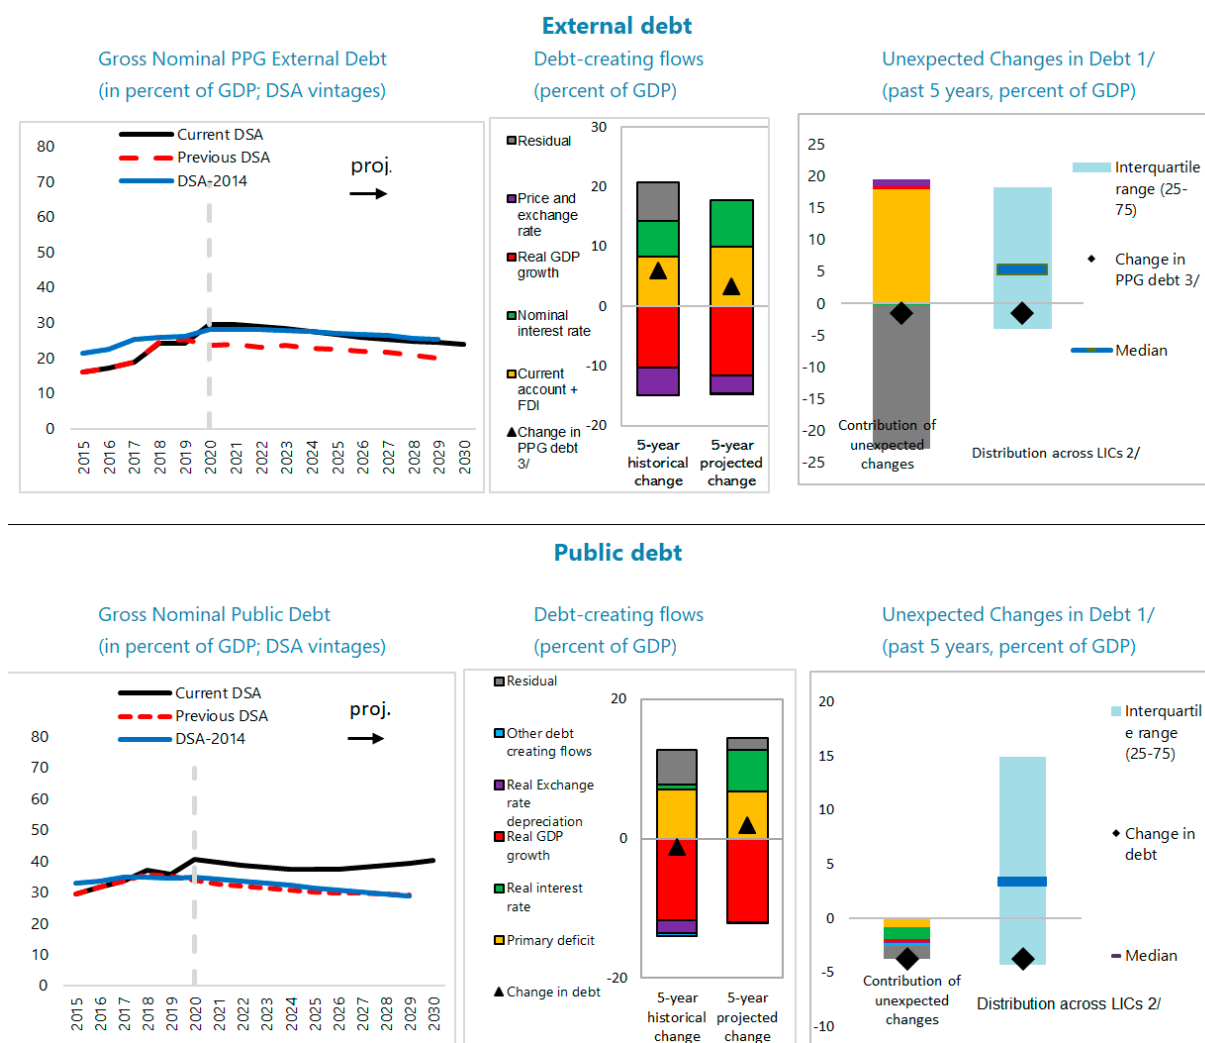 External debt
Gross Nominal PPG External Debt
(in percent of GDP; DSA vintages)
Debt-creating flows
(percent of GDP)
Unexpected Changes in Debt 1/
(past 5 years, percent of GDP)
Current DSA
Previous DSA
DSA-2014
proj.
80
70
60
50
40
30
20
10
0
2015
2016
2017
2018
2019
2020
2021
2022
2023
2024
2025
2026
2027
2028
2029
2030
Residual
Price and
exchange
rate
Real GDP
growth
Nominal
interest rate
Current
account +
FDI
Change in
PPG debt
3/
30
20
10
0
-10
-20
5-year
historical
change
5-year
projected
change
25
20
15
10
5
0
-5
-10
-15
-20
-25
Contribution of
unexpected
changes
Distribution across LICs 2/
Interquartile
range (25-
75)
Change in
PPG debt 3/
Median
Public debt
Gross Nominal Public Debt
(in percent of GDP; DSA vintages)
Debt-creating flows
(percent of GDP)
Unexpected Changes in Debt 1/
(past 5 years, percent of GDP)
Current DSA
Previous DSA
DSA-2014
proj.
80
70
60
50
40
30
20
10
0
2015
2016
2017
2018
2019
2020
2021
2022
2023
2024
2025
2026
2027
2028
2029
2030
Residual
Other debt
creating flows
Real Exchange
rate
depreciation
Real GDP
growth
Real interest
rate
Primary deficit
Change in debt
20
0
-20
5-year
historical
change
5-year
projected
change
20
15
10
5
0
-5
-10
Contribution of
unexpected
changes
Distribution across LICs 2/
Interquartil
e range
(25-75)
Change in
debt
Median